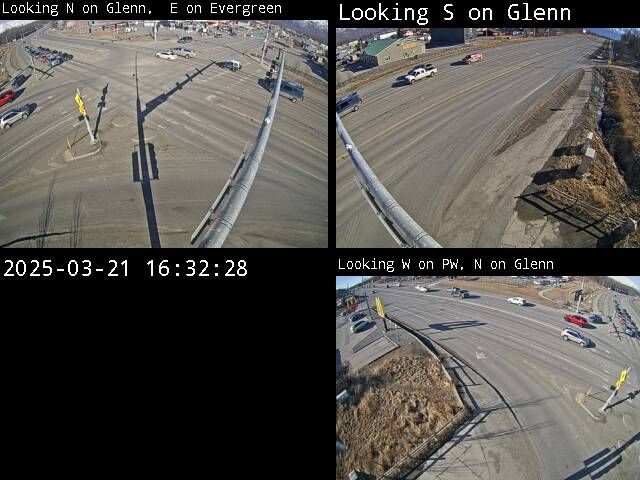 Looking N on Glenn, E on Evergreen
Looking S on Glenn
2025-03-21 16:32:28
Looking W on PW, N on Glenn